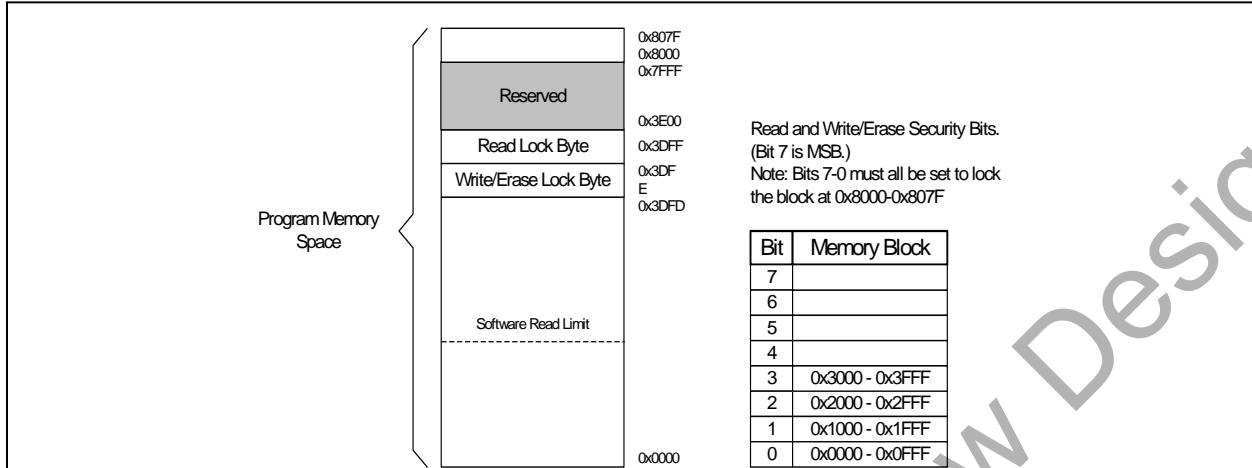 0x807F
0x8000
0x7FFF
Reserved
0x3E00
Read Lock Byte
0x3DFF
Write/Erase Lock Byte
0x3DF
E
0x3DFD
Program Memory
Space
Software Read Limit
0x0000
Read and Write/Erase Security Bits.
(Bit 7 is MSB.)
Note: Bits 7-0 must all be set to lock
the block at 0x8000-0x807F
Bit Memory Block
7
6
5
4
3 0x3000 - 0x3FFF
2 0x2000 - 0x2FFF
1 0x1000 - 0x1FFF
0 0x0000 - 0x0FFF